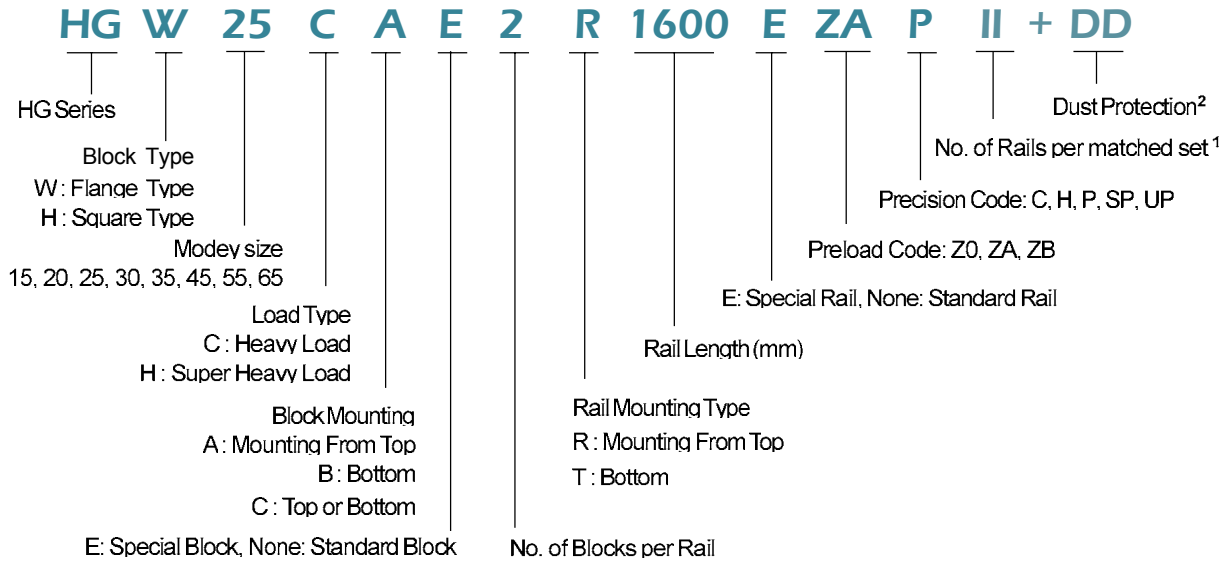 HG W 25 C A E 2 R 1600 E ZA P II + DD
HG Series
Block Type
W : Flange Type
H : Square Type
Modey size
15, 20, 25, 30, 35, 45, 55, 65
Load Type
C : Heavy Load
H : Super Heavy Load
Block Mounting
A : Mounting From Top
B : Bottom
C : Top or Bottom
E: Special Block, None: Standard Block
No. of Blocks per Rail
Rail Mounting Type
R : Mounting From Top
T : Bottom
Rail Length (mm)
E: Special Rail, None: Standard Rail
Preload Code: Z0, ZA, ZB
Precision Code: C, H, P, SP, UP
No. of Rails per matched set ¹
Dust Protection²